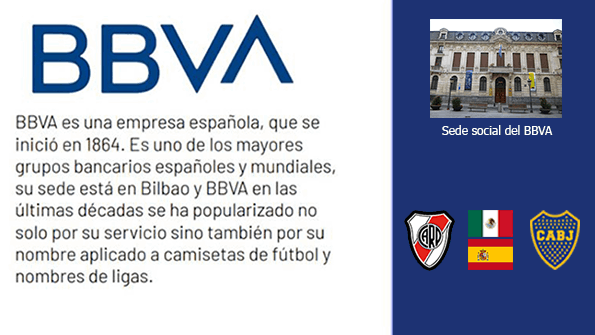 BBVA
BBVA es una empresa española, que se
inició en 1864. Es uno de los mayores
grupos bancarios españoles y mundiales,
su sede está en Bilbao y BBVA en las
últimas décadas se ha popularizado no
solo por su servicio sino también por su
nombre aplicado a camisetas de fútbol y
nombres de ligas.
Sede social del BBVA
CARP
CABJ